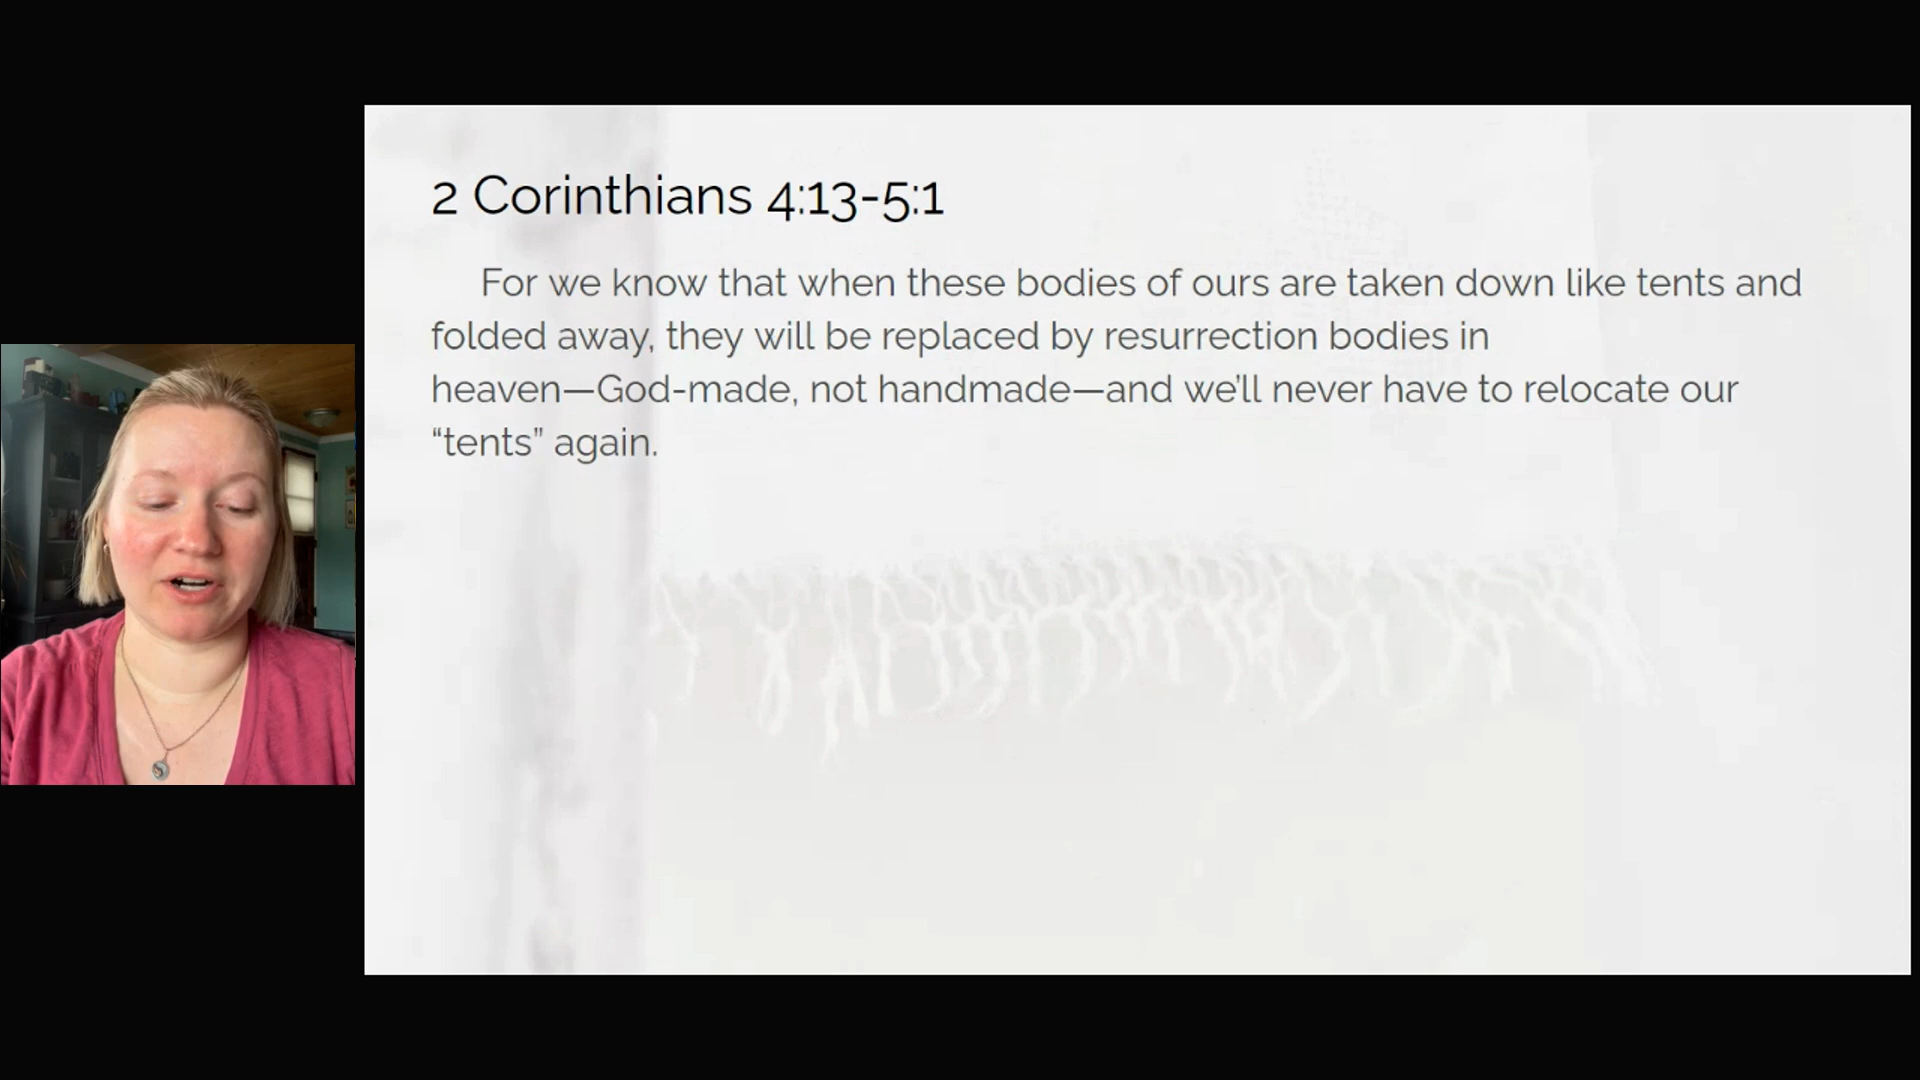 2 Corinthians 4:13-5:1
For we know that when these bodies of ours are taken down like tents and
folded away, they will be replaced by resurrection bodies in
heaven—God-made, not handmade—and we’ll never have to relocate our
“tents” again.